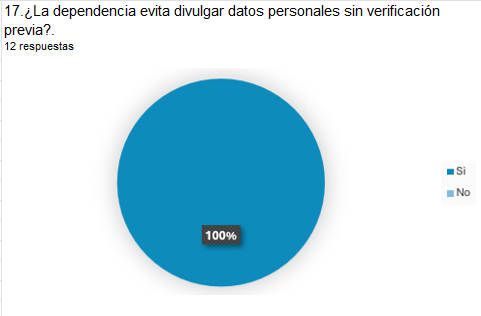 17.¿La dependencia evita divulgar datos personales sin verificación
previa?.
12 respuestas
100%
Si
No